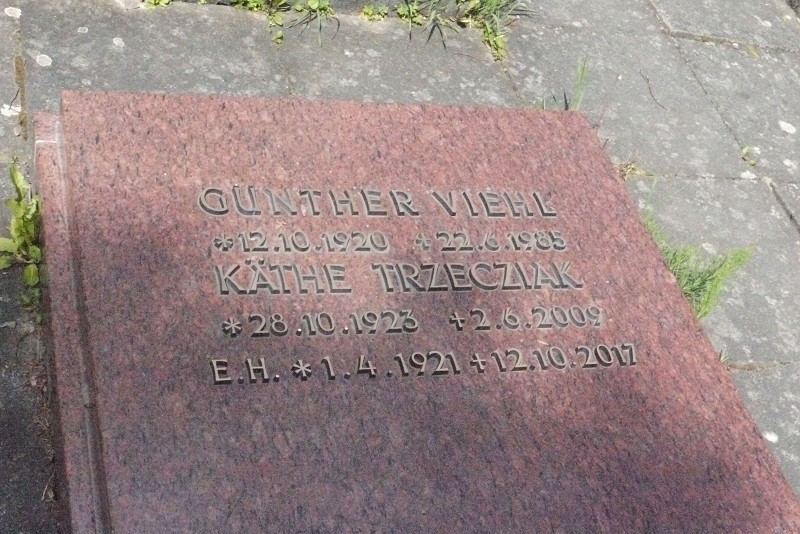 GÜNTHER VIEHL
*12.10.1920 +22.6.1985
KÄTHE TRZECZIAK
*28.10.1923 +2.6.2009
E.H. *1.4.1921 +12.10.2017